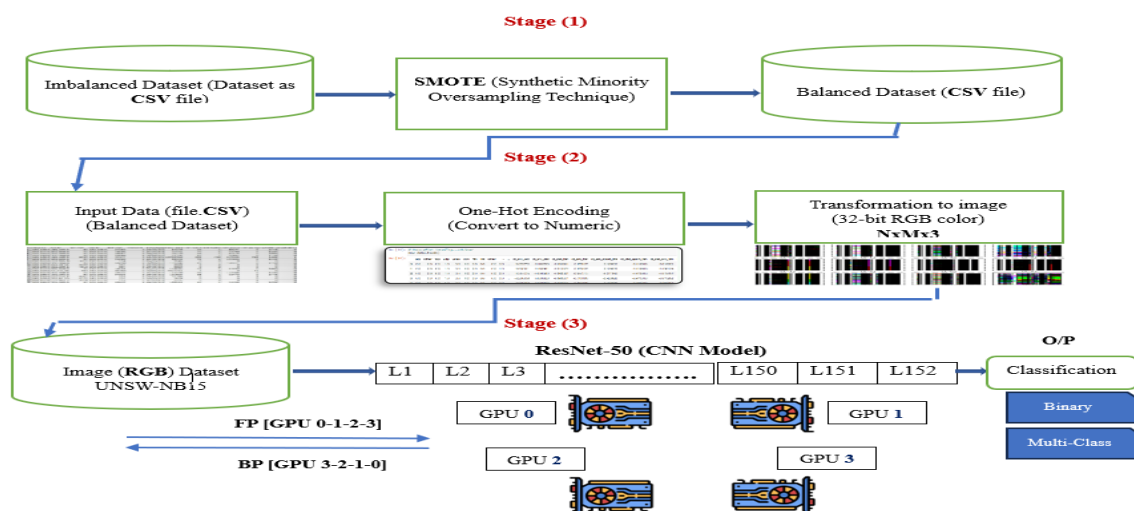 Stage (1)
Imbalanced Dataset (Dataset as
CSV file)
SMOTE (Synthetic Minority
Oversampling Technique)
Balanced Dataset (CSV file)
Stage (2)
Input Data (file.CSV)
(Balanced Dataset)
One-Hot Encoding
(Convert to Numeric)
Transformation to image
(32-bit RGB color)
NxMx3
Stage (3)
Image (RGB) Dataset
UNSW-NB15
ResNet-50 (CNN Model)
L1 L2 L3 ................ L150 L151 L152
O/P
Classification
Binary
Multi-Class
GPU 0
GPU 1
FP [GPU 0-1-2-3]
BP [GPU 3-2-1-0]
GPU 2
GPU 3